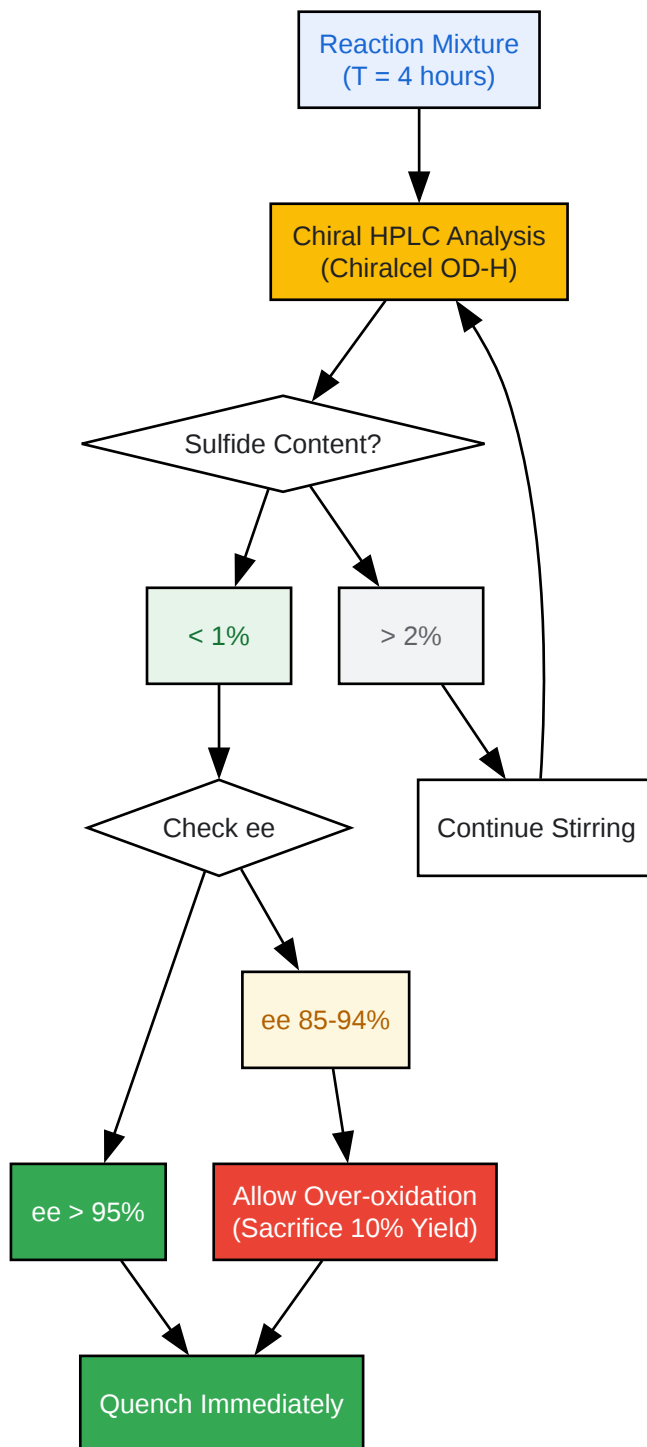 Reaction Mixture
(T = 4 hours)
Chiral HPLC Analysis
(Chiralcel OD-H)
Sulfide Content?
< 1%
> 2%
Check ee
Continue Stirring
ee 85-94%
ee > 95%
Allow Over-oxidation
(Sacrifice 10% Yield)
Quench Immediately